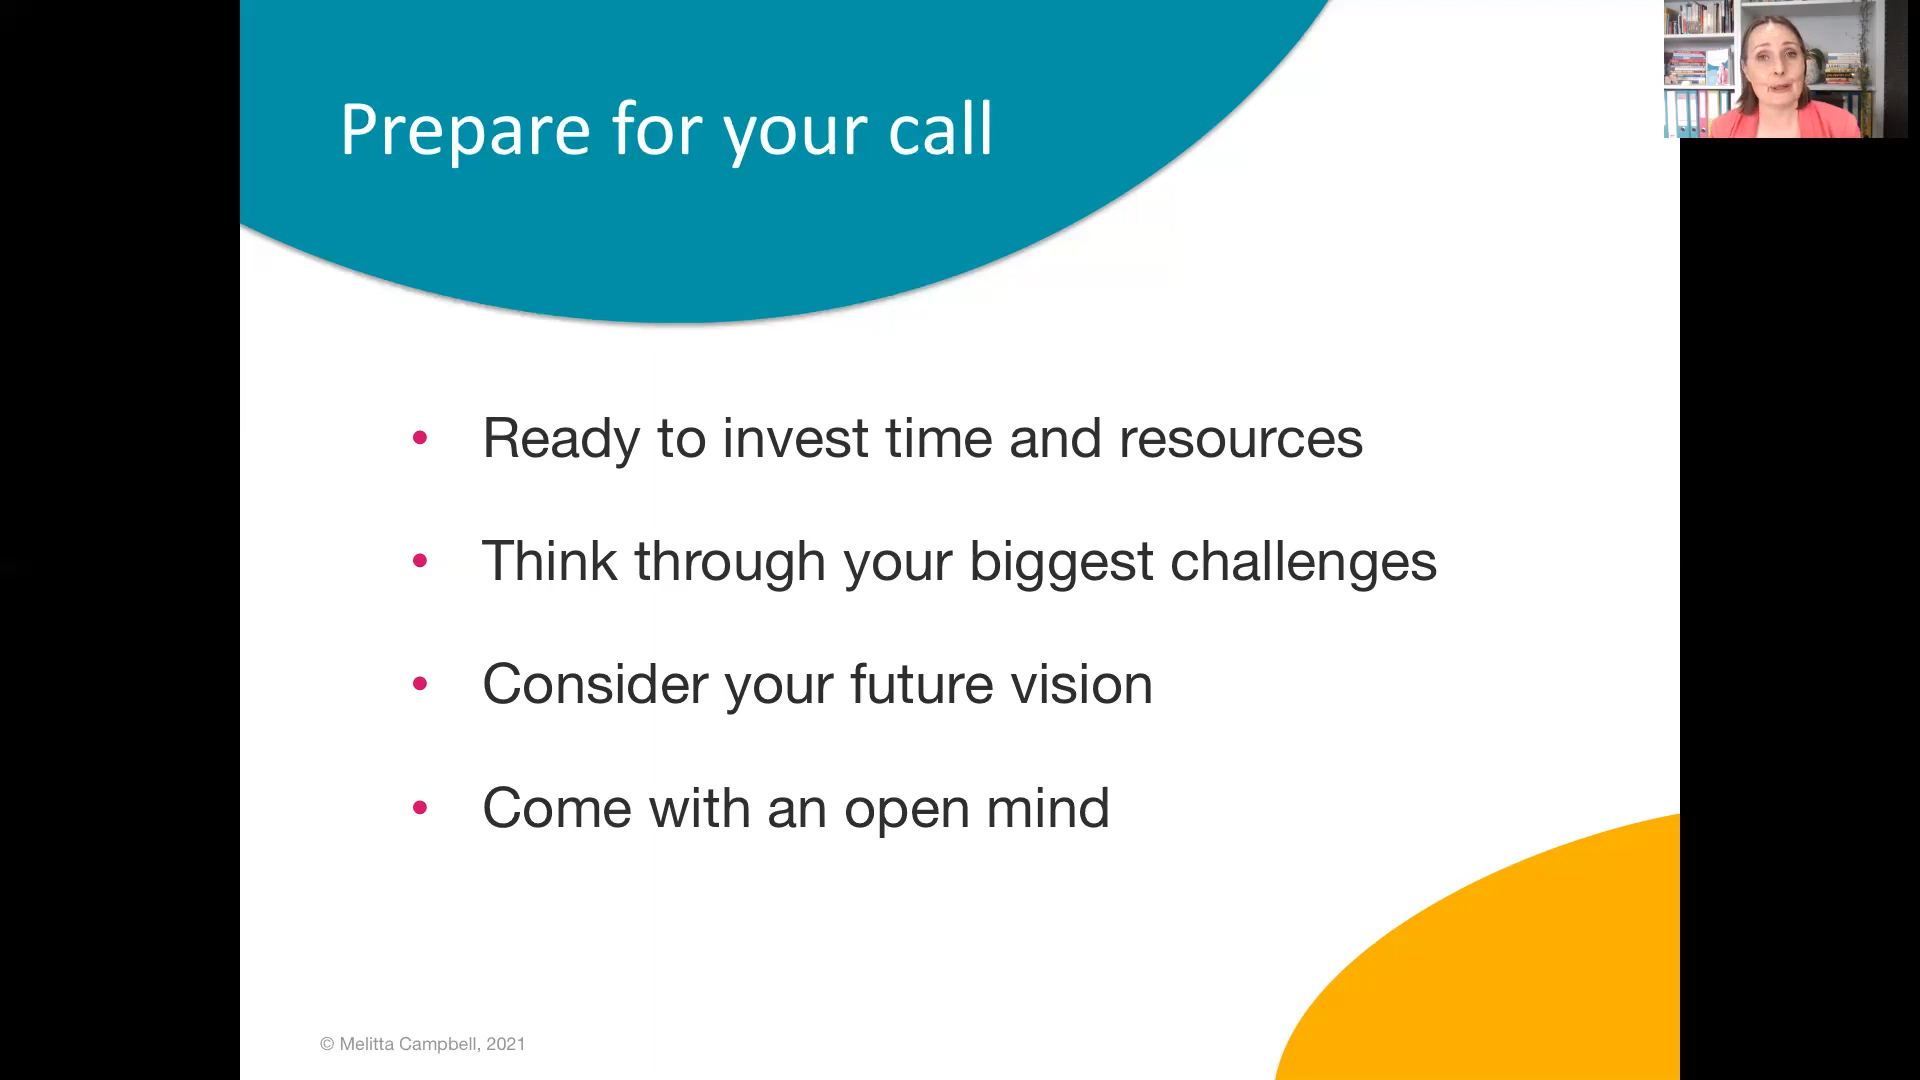 Prepare for your call
• Ready to invest time and resources
• Think through your biggest challenges
• Consider your future vision
• Come with an open mind
© Melitta Campbell, 2021